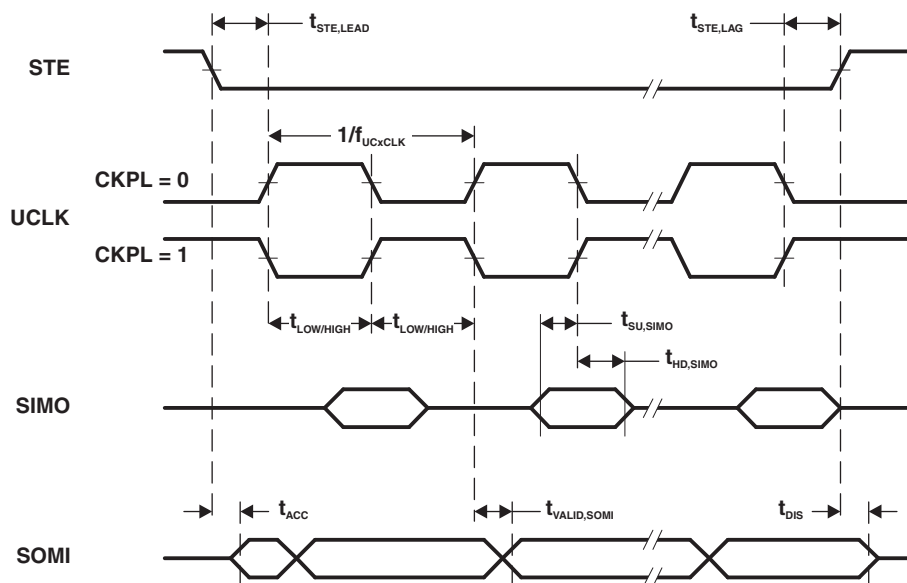 tSTE,LEAD
tSTE,LAG
STE
1/fUCxCLK
CKPL = 0
UCLK
CKPL = 1
tLOW/HIGH
tLOW/HIGH
tSU,SIMO
tHD,SIMO
SIMO
tACC
tVALID,SOMI
tDIS
SOMI